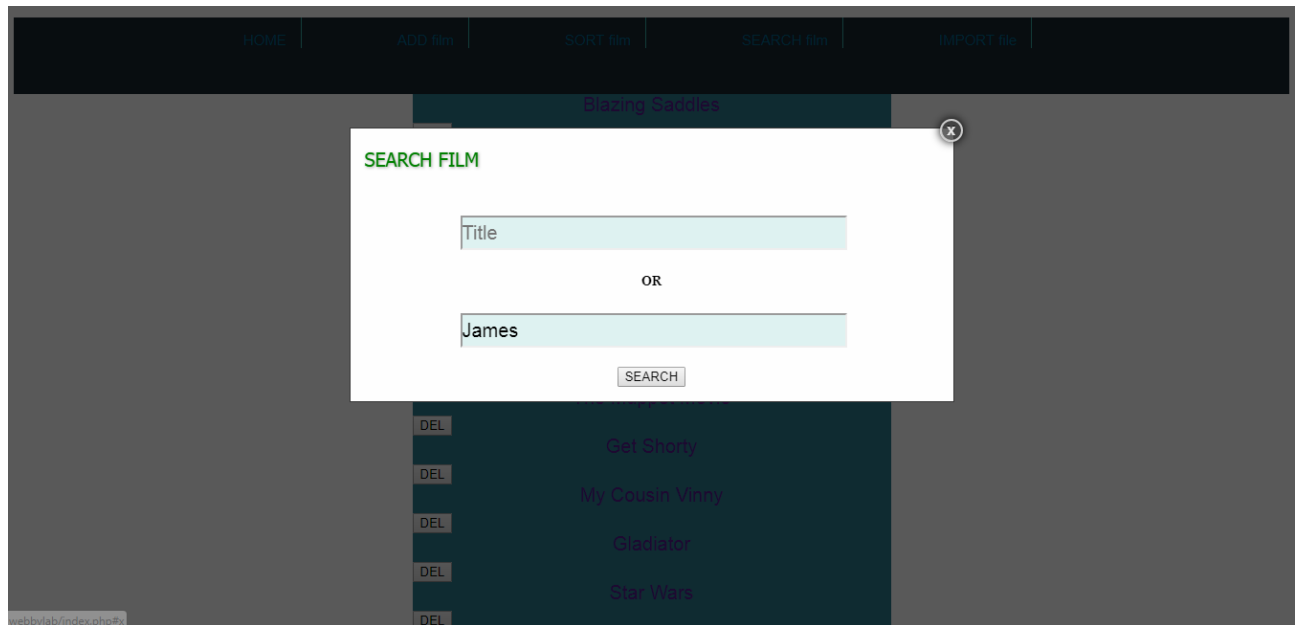 HOME ADD film SORT film SEARCH film IMPORT file
Blazing Saddles
x
SEARCH FILM
Title
OR
James
SEARCH
DEL
Get Shorty
DEL
My Cousin Vinny
DEL
Gladiator
DEL
Star Wars
DEL
webbylab/index.php#x